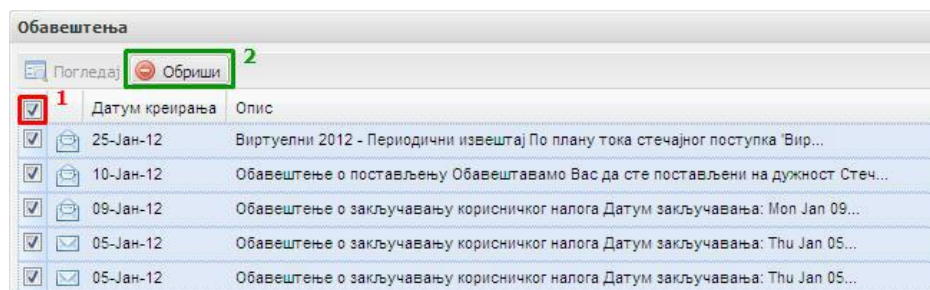 Обавештења
Погледај Обриши 2
1 Датум креирања Опис
25-Јан-12 Виртуелни 2012 - Периодични извештај По плану тока стечајног поступка 'Вир...
10-Јан-12 Обавештење о постављењу Обавештавамо Вас да сте постављени на дужност Стеч...
09-Јан-12 Обавештење о закључавању корисничког налога Датум закључавања: Mon Jan 09...
05-Јан-12 Обавештење о закључавању корисничког налога Датум закључавања: Thu Jan 05...
05-Јан-12 Обавештење о закључавању корисничког налога Датум закључавања: Thu Jan 05...